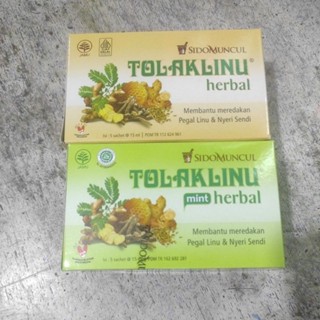 SIDOMUNCUL
TOLAKLINU®
herbal
Membantu meredakan
Pegal Linu & Nyeri Sendi
SIDOMUNCUL
TOLAKLINU®
mint herbal
Membantu meredakan
Pegal Linu & Nyeri Sendi